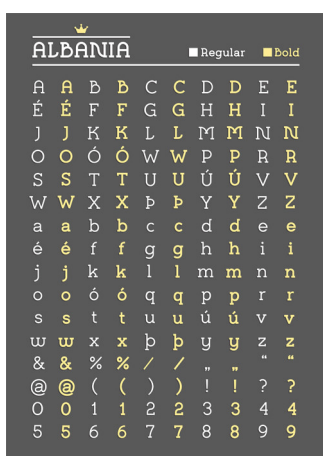 ALBANIA
Regular Bold
A A B B C C D D E E
É É F F G G H H I I
J J K K L L M M N N
O O Ó Ó W W P P R R
S S T T U U Ú Ú V V
W W X X Þ Þ Y Y Z Z
a a b b c c d d e e
é é f f g g h h i i
j j k k l l m m n n
o o ó ó q q p p r r
s s t t u u ú ú v v
w w x x þ þ y y z z
& & % % / / „ „ “ “
@ @ ( ( ) ) ! ! ? ?
0 0 1 1 2 2 3 3 4 4
5 5 6 6 7 7 8 8 9 9